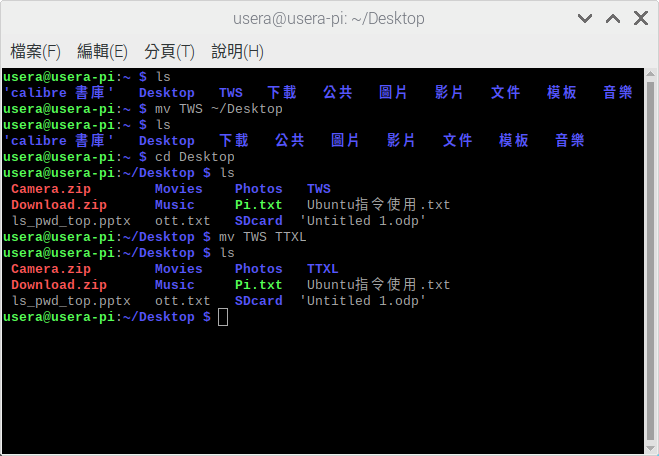 usera@usera-pi: ~/Desktop
檔案(F) 編輯(E) 分頁(T) 說明(H)
usera@usera-pi:~ $ ls
'calibre 書庫' Desktop TWS 下載 公共 圖片 影片 文件 模板 音樂
usera@usera-pi:~ $ mv TWS ~/Desktop
usera@usera-pi:~ $ ls
'calibre 書庫' Desktop 下載 公共 圖片 影片 文件 模板 音樂
usera@usera-pi:~ $ cd Desktop
usera@usera-pi:~/Desktop $ ls
Camera.zip Movies Photos TWS
Download.zip Music Pi.txt Ubuntu指令使用.txt
ls_pwd_top.pptx ott.txt SDcard 'Untitled 1.odp'
usera@usera-pi:~/Desktop $ mv TWS TTXL
usera@usera-pi:~/Desktop $ ls
Camera.zip Movies Photos TTXL
Download.zip Music Pi.txt Ubuntu指令使用.txt
ls_pwd_top.pptx ott.txt SDcard 'Untitled 1.odp'
usera@usera-pi:~/Desktop $